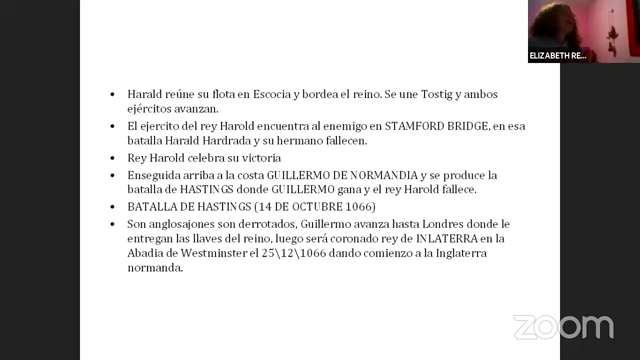 ELIZABETH RE...
• Harald reúne su flota en Escocia y bordea el reino. Se une Tostig y ambos
ejércitos avanzan.
• El ejercito del rey Harold encuentra al enemigo en STAMFORD BRIDGE, en esa
batalla Harald Hardrada y su hermano fallecen.
• Rey Harold celebra su victoria
• Enseguida arriba a la costa GUILLERMO DE NORMANDIA y se produce la
batalla de HASTINGS donde GUILLERMO gana y el rey Harold fallece.
• BATALLA DE HASTINGS (14 DE OCTUBRE 1066)
• Son anglosajones son derrotados, Guillermo avanza hasta Londres donde le
entregan las llaves del reino, luego será coronado rey de INLATERRA en la
Abadia de Westminster el 25\12\1066 dando comienzo a la Inglaterra
normanda.
zoom